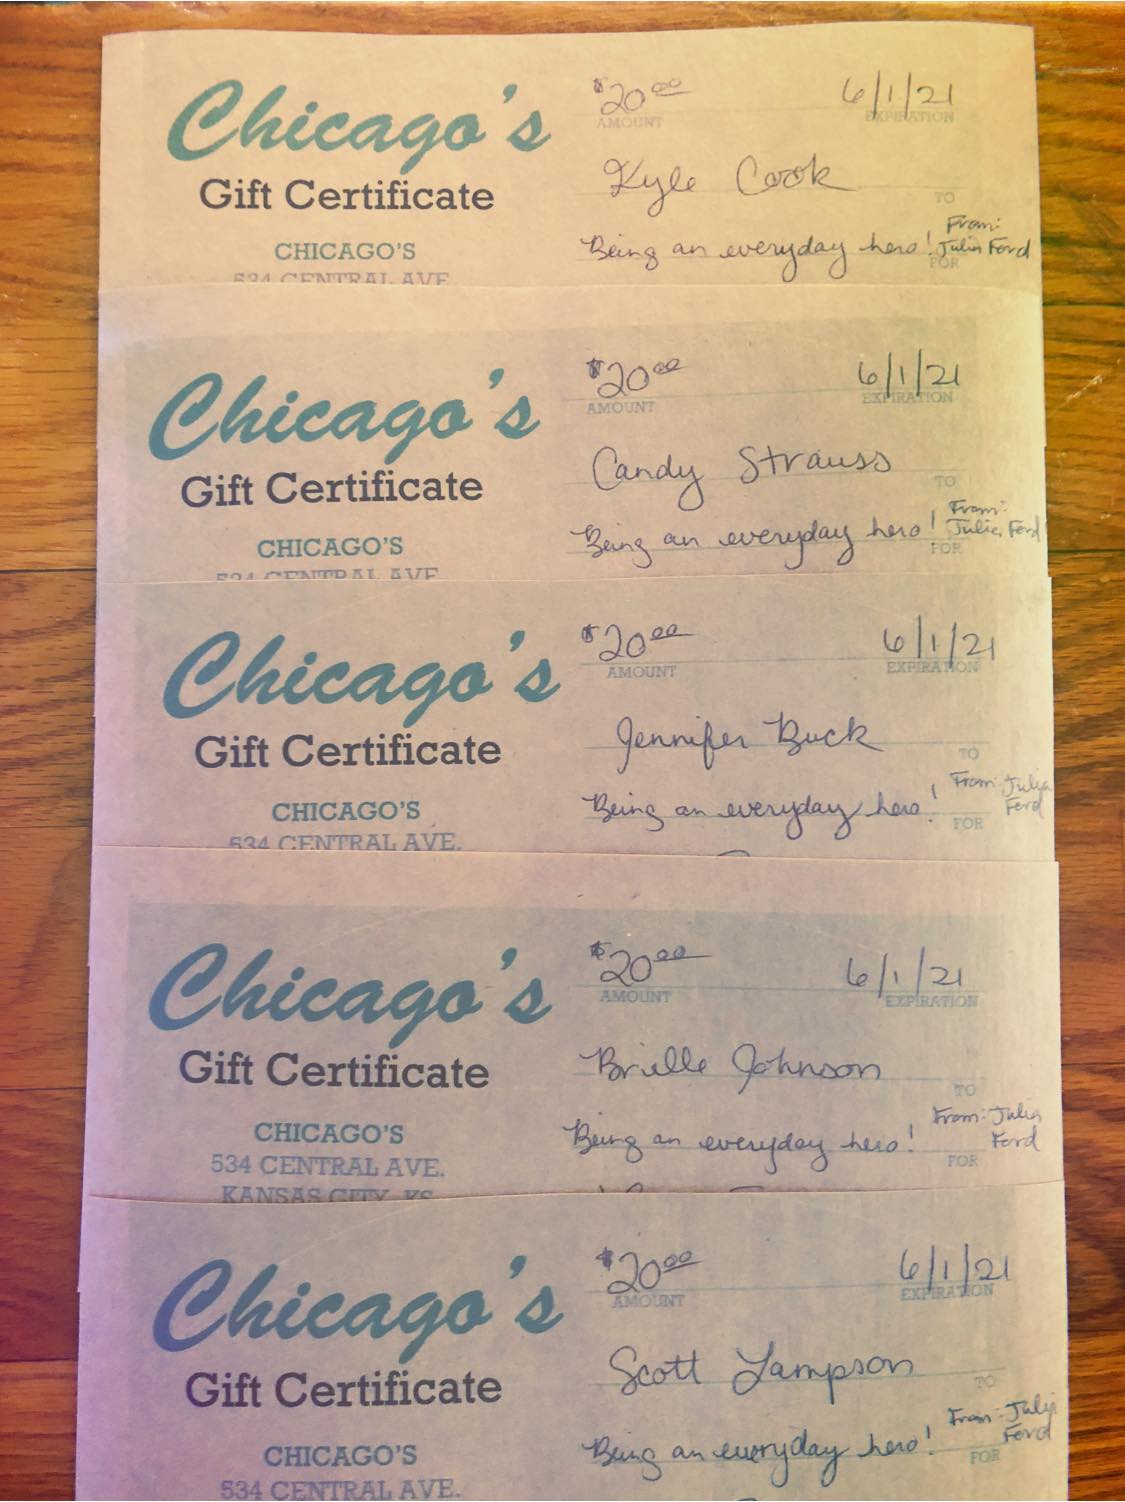 Chicago's
Gift Certificate
CHICAGO'S
534 CENTRAL AVE
$20.00
AMOUNT
6/1/21
EXPIRATION
Kyle Cook
TO
Being an everyday hero!
From: Julia Ford
FOR
Chicago's
Gift Certificate
CHICAGO'S
534 CENTRAL AVE
$20.00
AMOUNT
6/1/21
EXPIRATION
Candy Strauss
TO
Being an everyday hero!
From: Julia Ford
FOR
Chicago's
Gift Certificate
CHICAGO'S
534 CENTRAL AVE.
$20.00
AMOUNT
6/1/21
EXPIRATION
Jennifer Buck
TO
Being an everyday hero!
From: Julia
Ford
FOR
Chicago's
Gift Certificate
CHICAGO'S
534 CENTRAL AVE.
KANSAS CITY, KS
$20.00
AMOUNT
6/1/21
EXPIRATION
Brielle Johnson
TO
Being an everyday hero!
From: Julia
Ford
FOR
Chicago's
Gift Certificate
CHICAGO'S
534 CENTRAL AVE.
$20.00
AMOUNT
6/1/21
EXPIRATION
Scott Lampson
TO
Being an everyday hero!
From: Julia
Ford
FOR